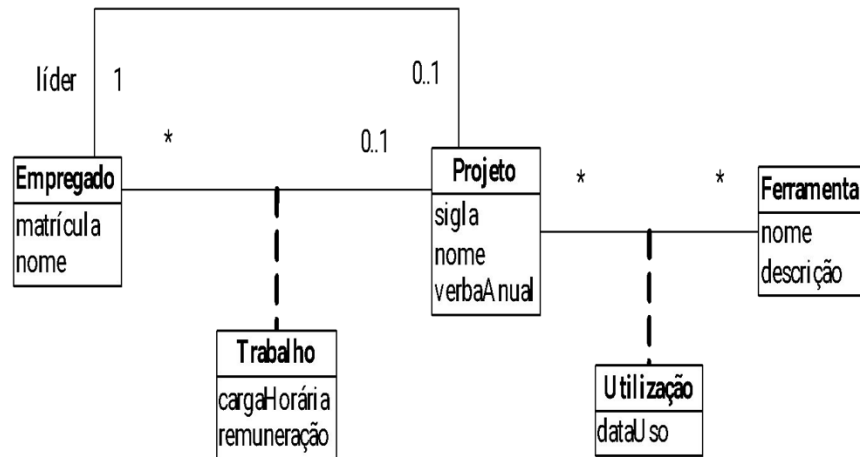 líder 1 0..1
* 0..1
Empregado
matrícula
nome
Projeto
sigla
nome
verbaAnual
* *
Ferramenta
nome
descrição
Trabalho
cargaHorária
remuneração
Utilização
dataUso